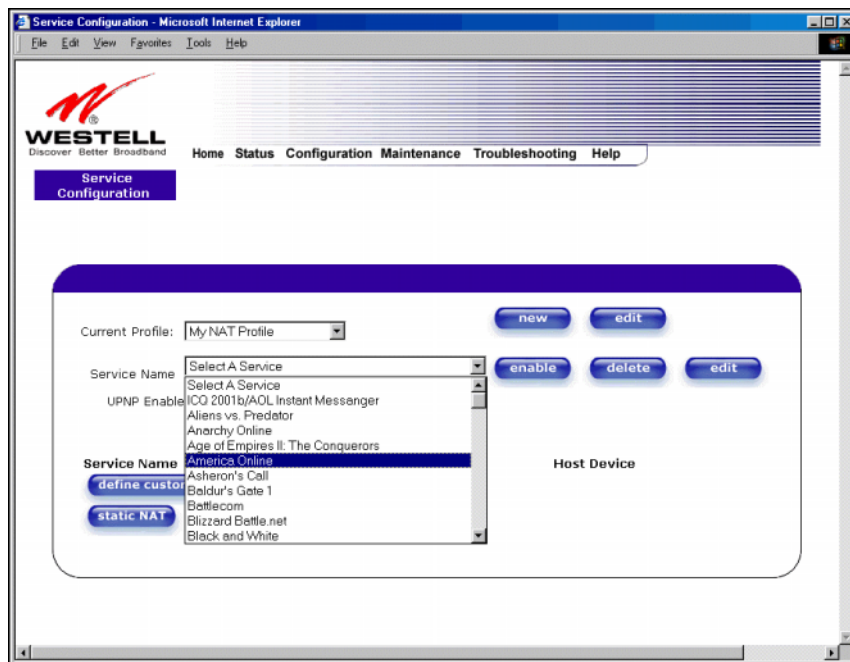 Service Configuration - Microsoft Internet Explorer
File Edit View Favorites Tools Help
®
WESTELL
Discover Better Broadband
Home Status Configuration Maintenance Troubleshooting Help
Service
Configuration
Current Profile: My NAT Profile new edit
Service Name Select A Service enable delete edit
Select A Service
UPNP Enable ICQ 2001b/AOL Instant Messanger
Aliens vs. Predator
Anarchy Online
Age of Empires II: The Conquerors
Service Name America Online Host Device
Asheron's Call
define custo Baldur's Gate 1
Battlecom
static NAT Blizzard Battle.net
Black and White